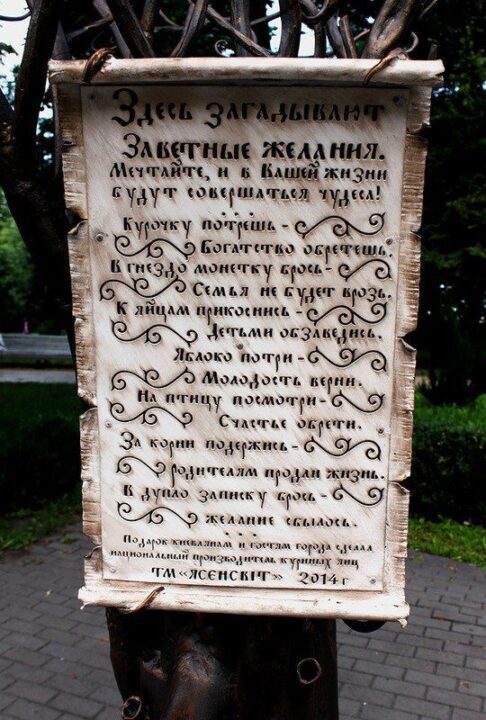 Здесь загадывают
Заветные желания.
Мечтайте, и в Вашей жизни
будут совершаться чудеса!
• • •
Курочку потрёшь -
Богатство обретешь.
В гнездо монетку брось-
Семья не будет врозь.
К яйцам прикоснись -
Детьми обзаведись.
Яблоко потри -
Молодость верни.
На птицу посмотри-
Счастье обрети.
За корни подержись-
родителям продли жизнь.
В дупло записку брось-
желание сбылось.
• • •
Подарок киевлянам и гостям города сделал
национальный производитель куриных яиц
ТМ «ЯСЕНСВІТ» 2014г